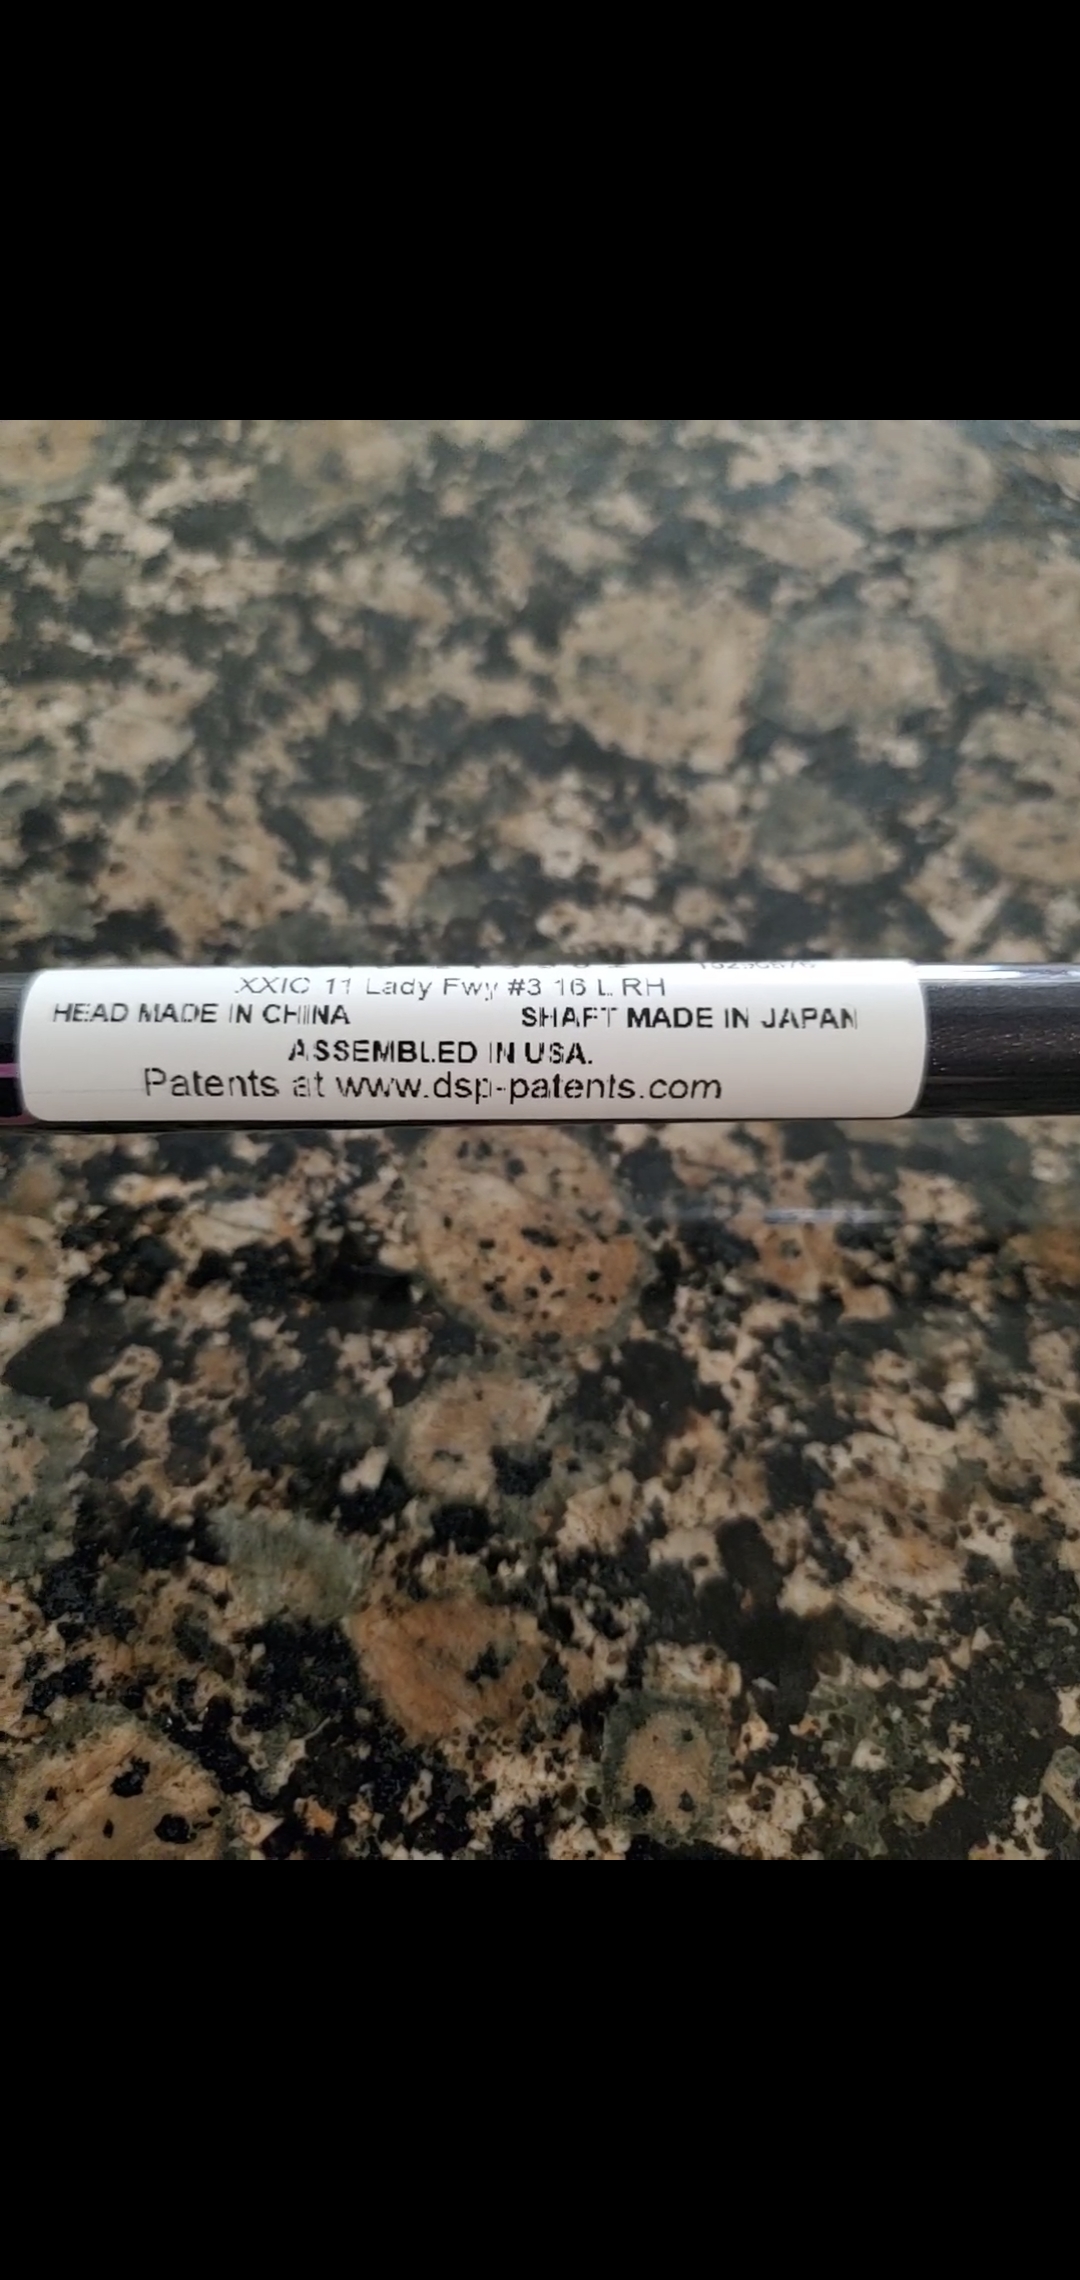 XXIO 11 Lady Fwy #3 16 L RH
HEAD MADE IN CHINA SHAFT MADE IN JAPAN
ASSEMBLED IN USA.
Patents at www.dsp-patents.com